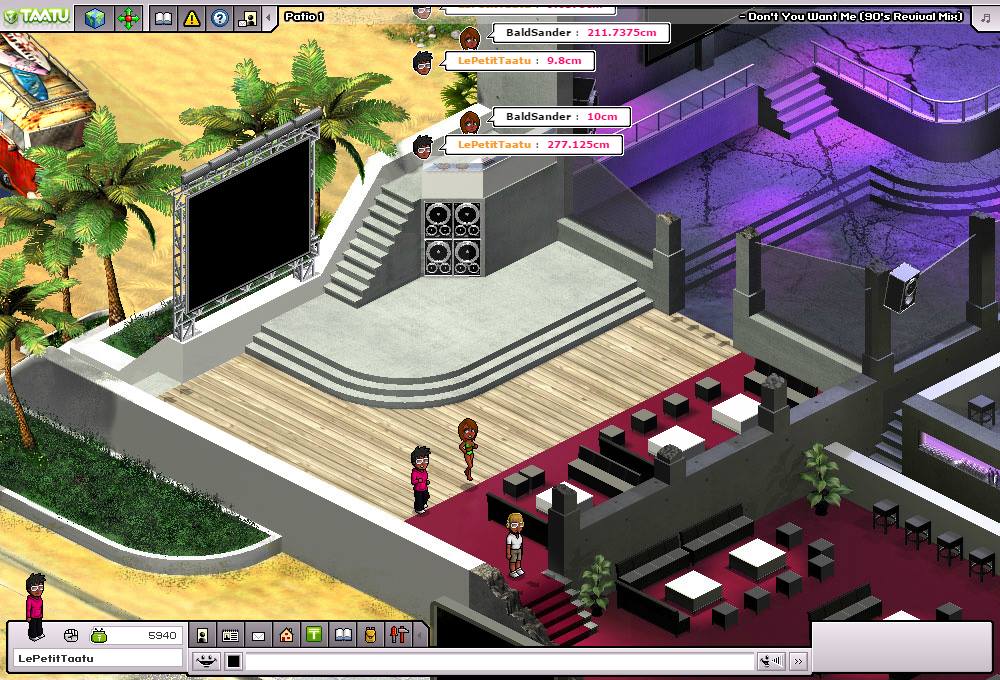 TAATU
Patio 1
- Don't You Want Me (90's Revival Mix)
BaldSander : 211.7375cm
LePetitTaatu : 9.8cm
BaldSander : 10cm
LePetitTaatu : 277.125cm
5940
LePetitTaatu